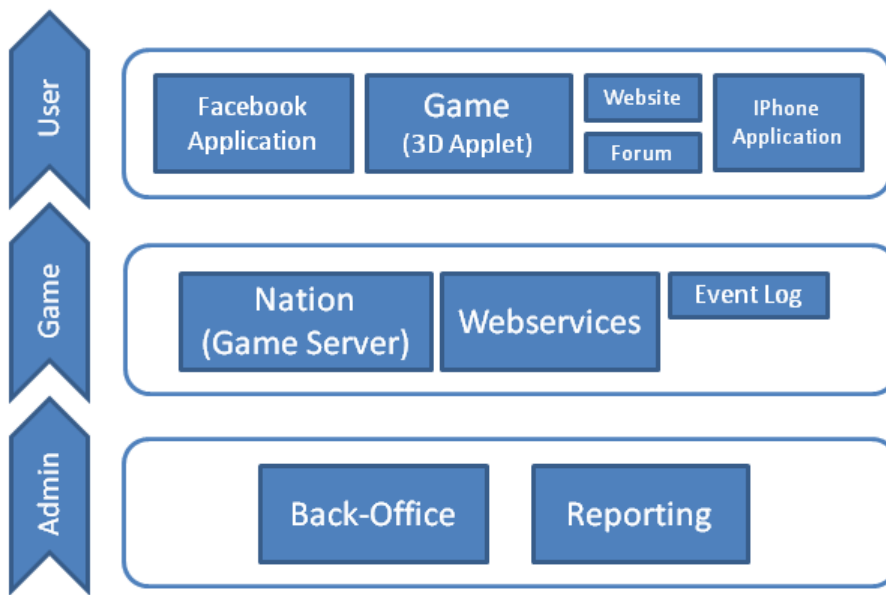 User
Facebook
Application
Game
(3D Applet)
Website
Forum
IPhone
Application
Game
Nation
(Game Server)
Webservices
Event Log
Admin
Back-Office
Reporting